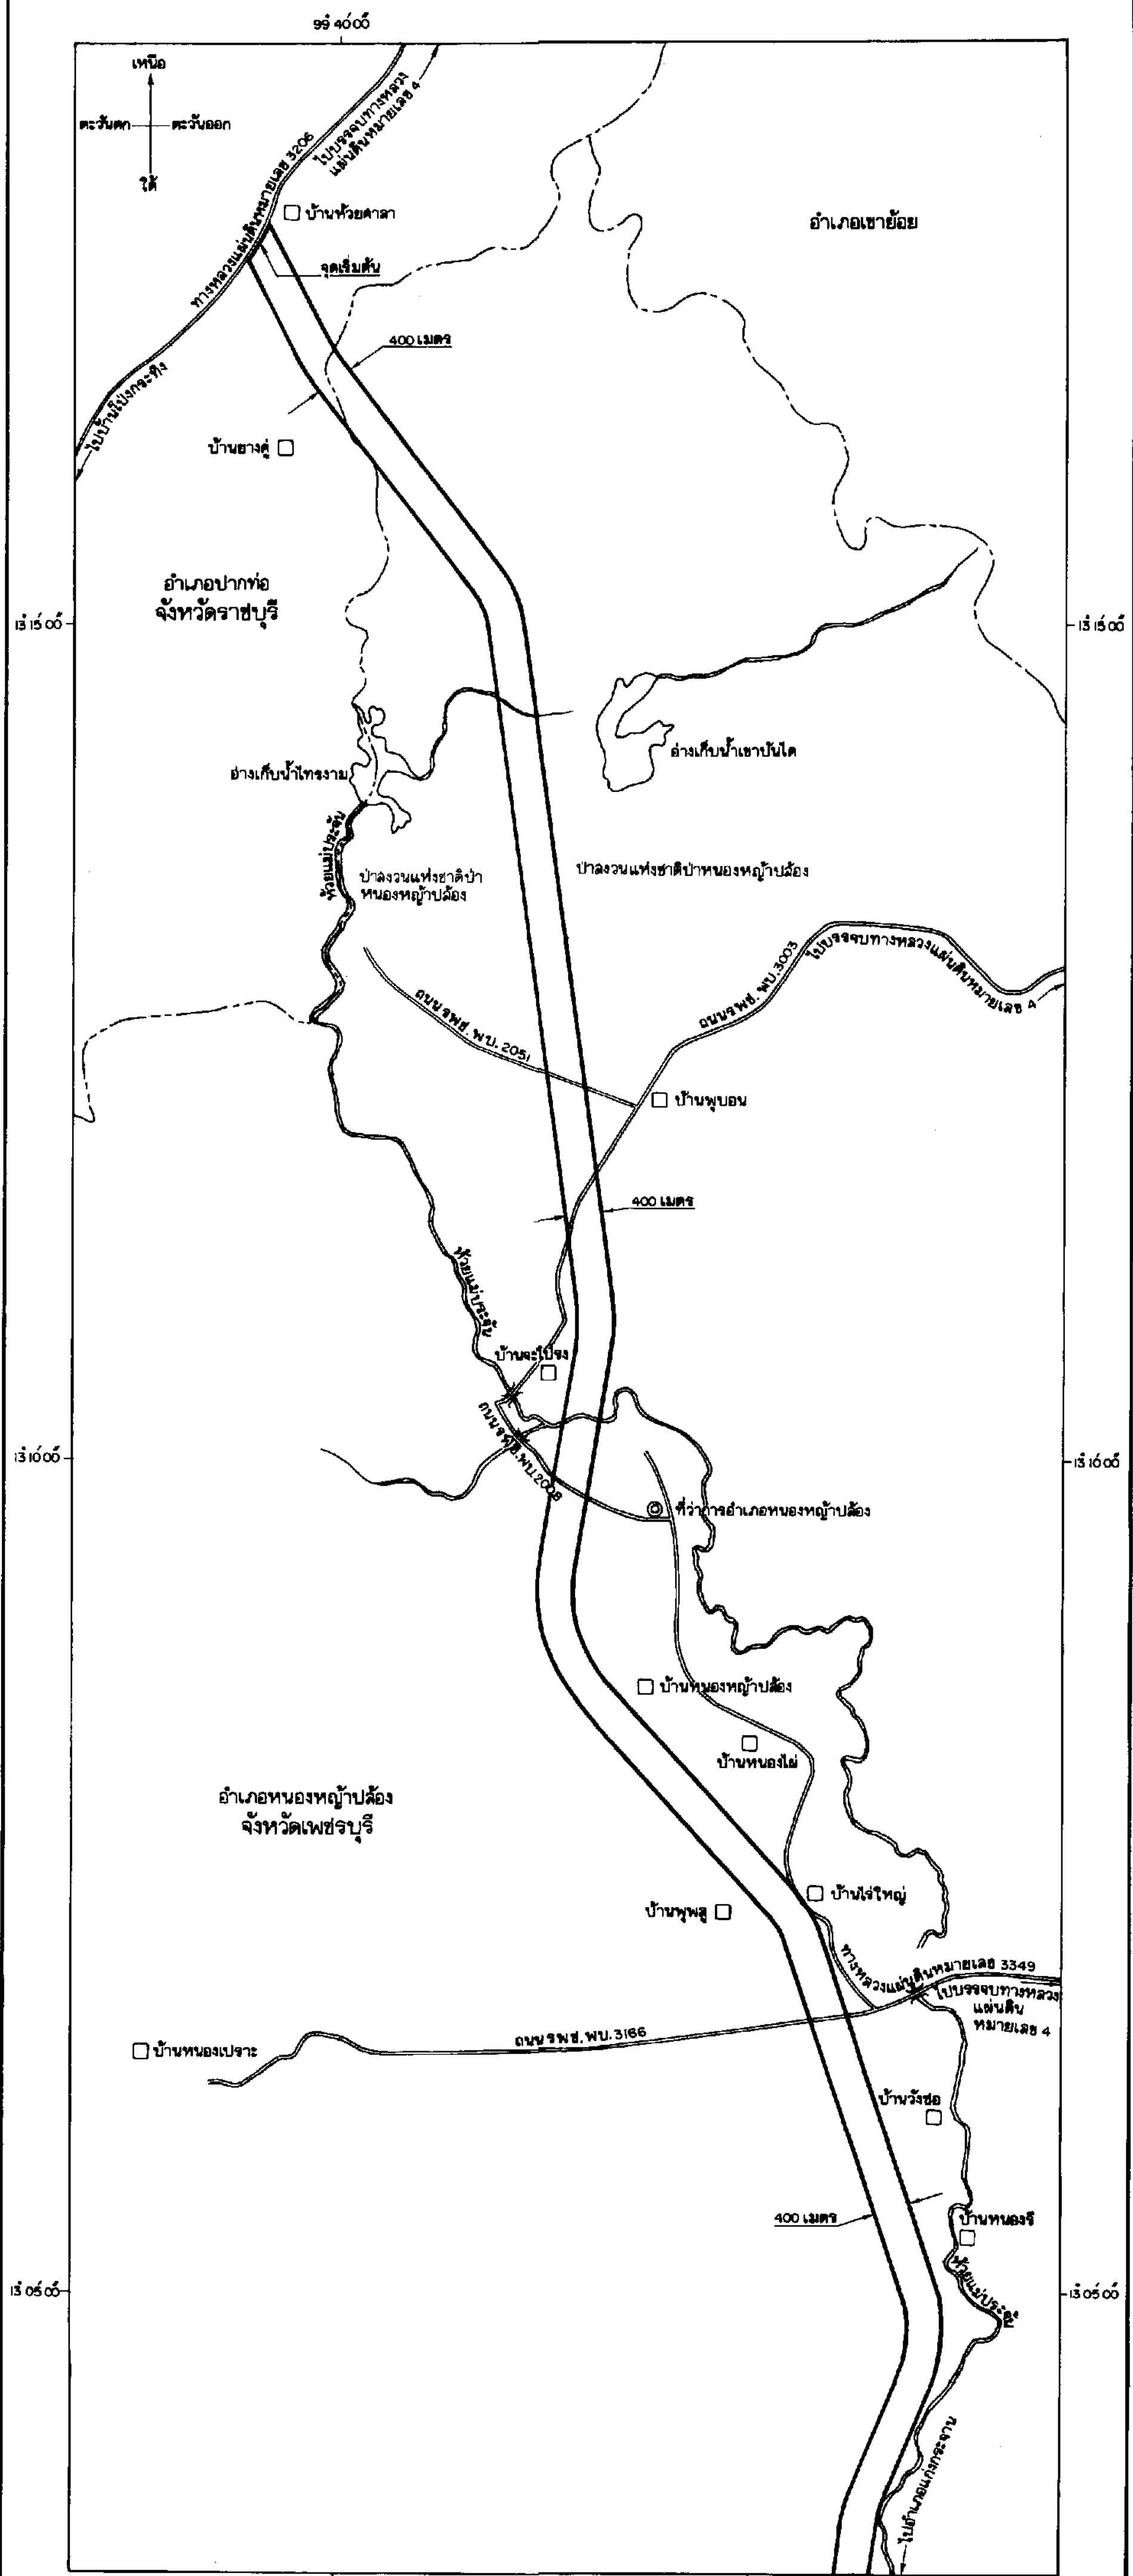 99° 40' 00"
เหนือ
ตะวันตก
ตะวันออก
ใต้
ไปบรรจบทางหลวง
แผ่นดินหมายเลข 4
ทางหลวงแผ่นดินหมายเลข 3206
บ้านห้วยศาลา
อำเภอเขาย้อย
จุดเริ่มต้น
400 เมตร
ไปบ้านโป่งกระทิง
บ้านยางคู่
อำเภอปากท่อ
จังหวัดราชบุรี
13° 15' 00"
13° 15' 00"
อ่างเก็บน้ำเขาบันได
อ่างเก็บน้ำไทรงาม
ห้วยแม่ประจัน
ป่าสงวนแห่งชาติป่า
หนองหญ้าปล้อง
ป่าสงวนแห่งชาติป่าหนองหญ้าปล้อง
ถนน รพช. พบ. 3003
ไปบรรจบทางหลวงแผ่นดินหมายเลข 4
ถนน รพช. พบ. 2051
บ้านพุบอน
400 เมตร
ห้วยแม่ประจัน
บ้านจะโปรง
ถนน รพช. พบ. 2008
13° 10' 00"
13° 10' 00"
ที่ว่าการอำเภอหนองหญ้าปล้อง
บ้านหนองหญ้าปล้อง
บ้านหนองไผ่
อำเภอหนองหญ้าปล้อง
จังหวัดเพชรบุรี
บ้านไร่ใหญ่
บ้านพุพลู
ทางหลวงแผ่นดินหมายเลข 3349
ไปบรรจบทางหลวง
แผ่นดิน
หมายเลข 4
ถนน รพช. พบ. 3166
บ้านหนองเปราะ
บ้านวังขอ
400 เมตร
บ้านหนองรี
ห้วยแม่ประจัน
13° 05' 00"
13° 05' 00"
ไปอำเภอแก่งกระจาน